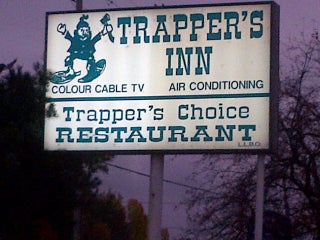 TRAPPER'S
INN
COLOUR CABLE TV AIR CONDITIONING
Trapper's Choice
RESTAURANT
L.L.B.O.